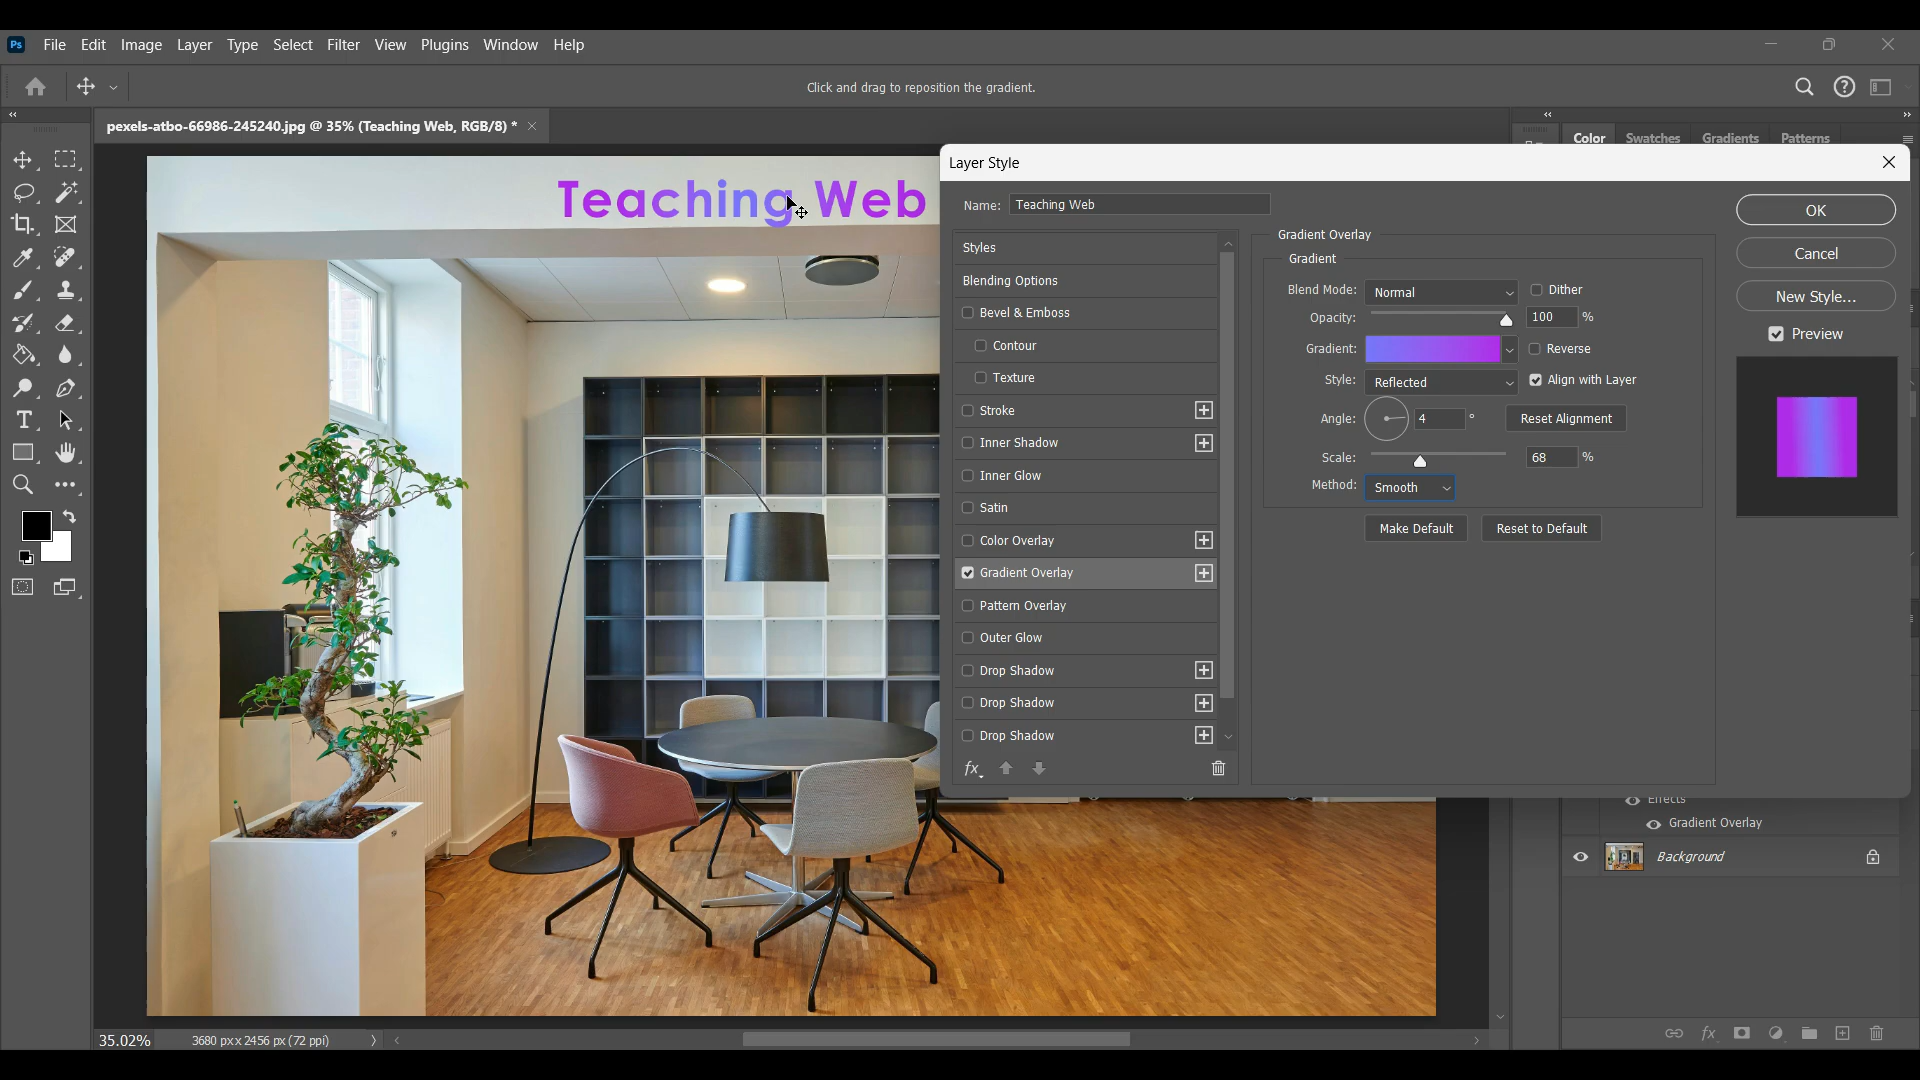 Ps File Edit Image Layer Type Select Filter View Plugins Window Help
Click and drag to reposition the gradient.
pexels-atbo-66986-245240.jpg @ 35% (Teaching Web, RGB/8) *
Color Swatches Gradients Patterns
Teaching Web
Layer Style
Name: Teaching Web
Styles
Blending Options
Bevel & Emboss
Contour
Texture
Stroke
Inner Shadow
Inner Glow
Satin
Color Overlay
Gradient Overlay
Pattern Overlay
Outer Glow
Drop Shadow
Drop Shadow
Drop Shadow
fx
Gradient Overlay
Gradient
Blend Mode: Normal Dither
Opacity: 100 %
Gradient: Reverse
Style: Reflected Align with Layer
Angle: 4 ° Reset Alignment
Scale: 68 %
Method: Smooth
Make Default Reset to Default
OK
Cancel
New Style...
Preview
Effects
Gradient Overlay
Background
fx
35.02% 3680 px x 2456 px (72 ppi)